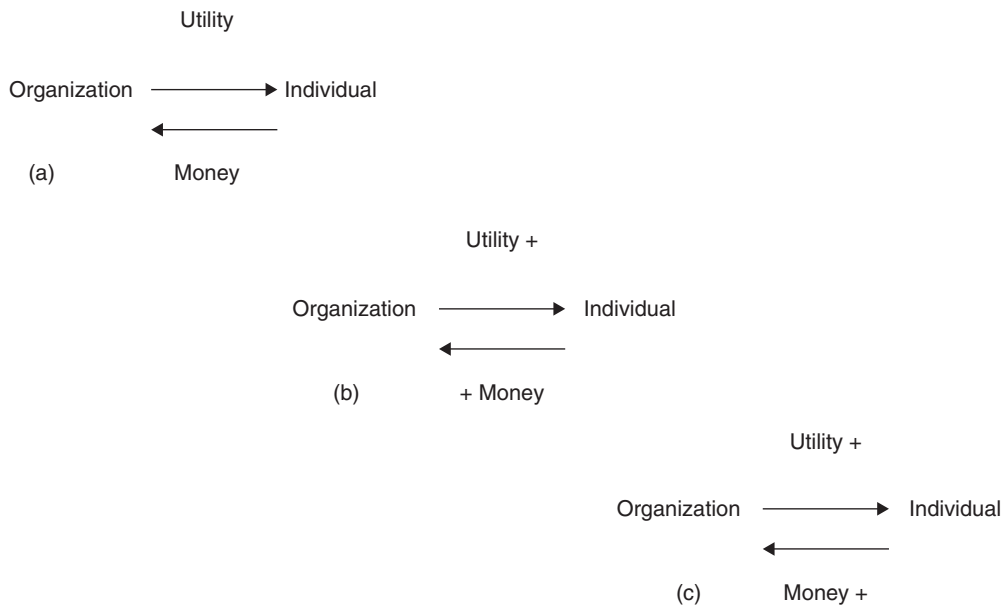 Utility
Organization Individual
(a) Money
Utility +
Organization Individual
(b) + Money
Utility +
Organization Individual
(c) Money +